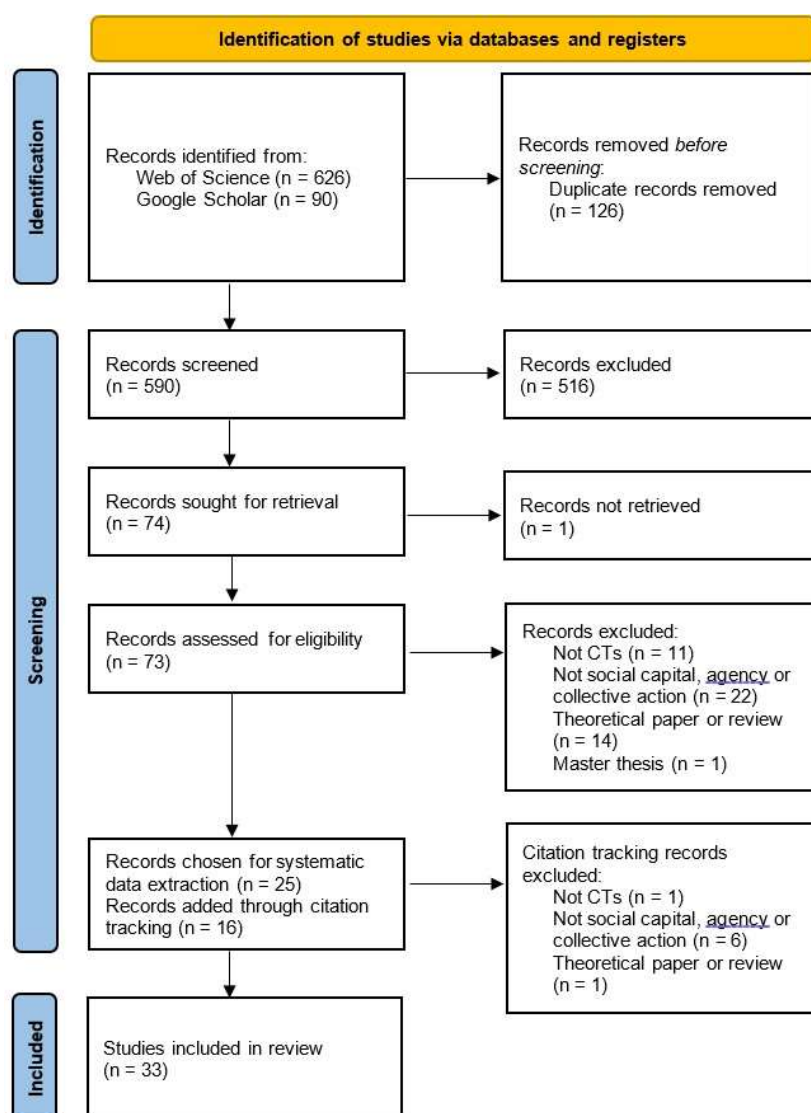 Identification of studies via databases and registers
Identification
Records identified from:
Web of Science (n = 626)
Google Scholar (n = 90)
Records removed before
screening:
Duplicate records removed
(n = 126)
Screening
Records screened
(n = 590)
Records excluded
(n = 516)
Records sought for retrieval
(n = 74)
Records not retrieved
(n = 1)
Records assessed for eligibility
(n = 73)
Records excluded:
Not CTs (n = 11)
Not social capital, agency or
collective action (n = 22)
Theoretical paper or review
(n = 14)
Master thesis (n = 1)
Records chosen for systematic
data extraction (n = 25)
Records added through citation
tracking (n = 16)
Citation tracking records
excluded:
Not CTs (n = 1)
Not social capital, agency or
collective action (n = 6)
Theoretical paper or review
(n = 1)
Included
Studies included in review
(n = 33)